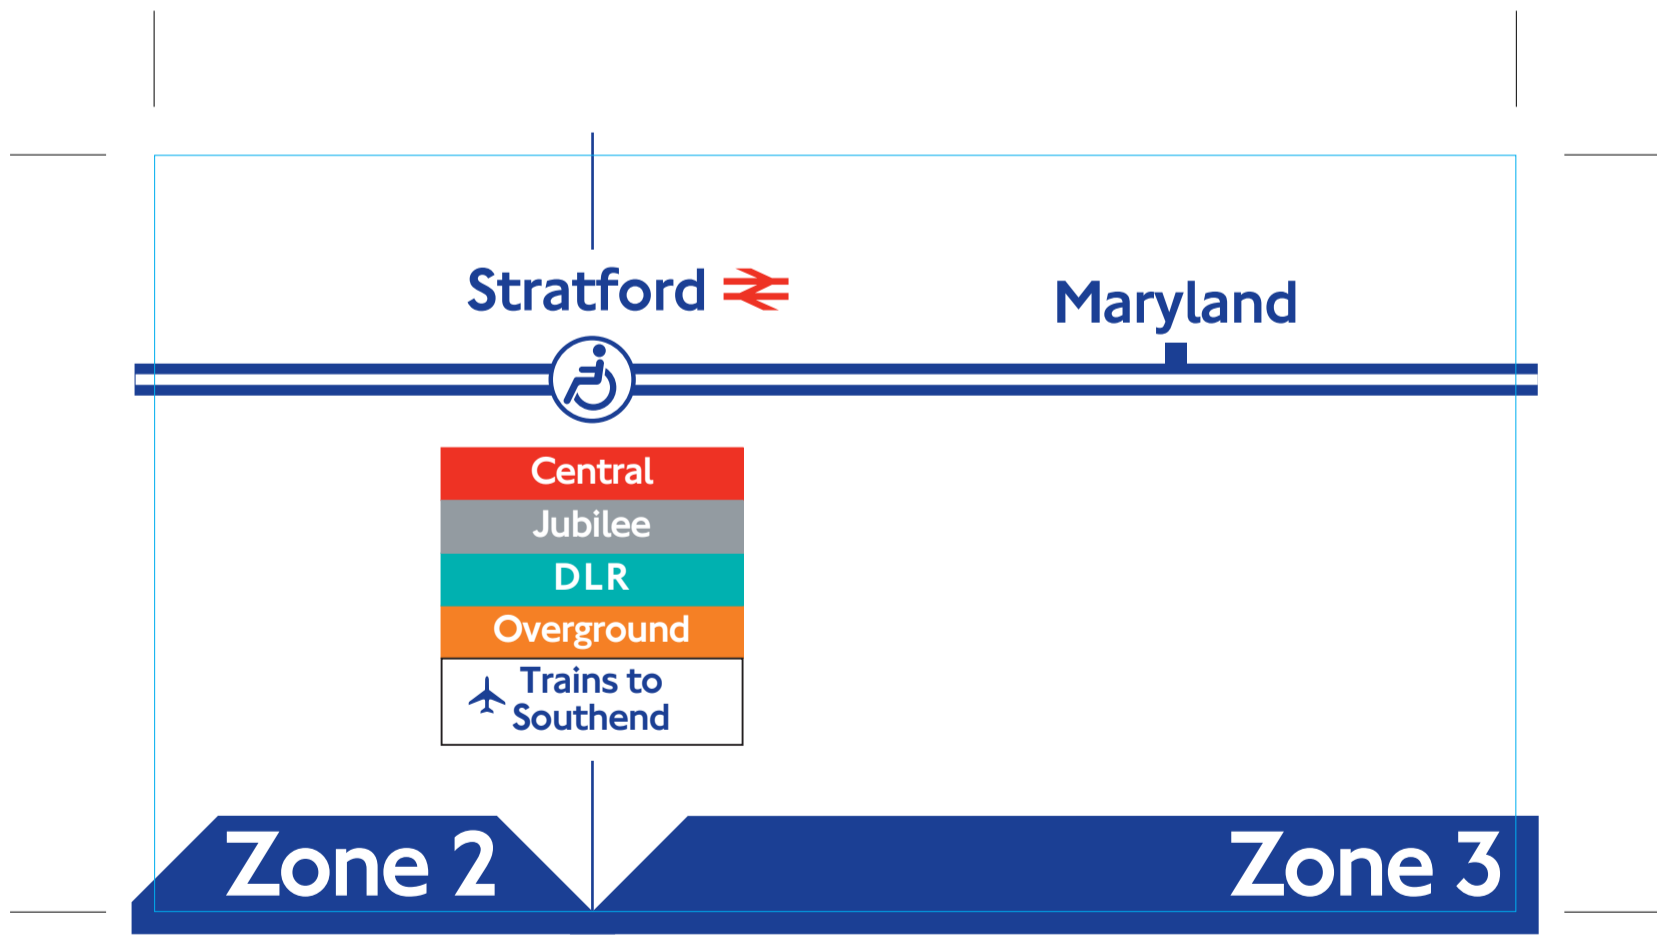 Stratford
Maryland
Central
Jubilee
DLR
Overground
Trains to
Southend
Zone 2
Zone 3